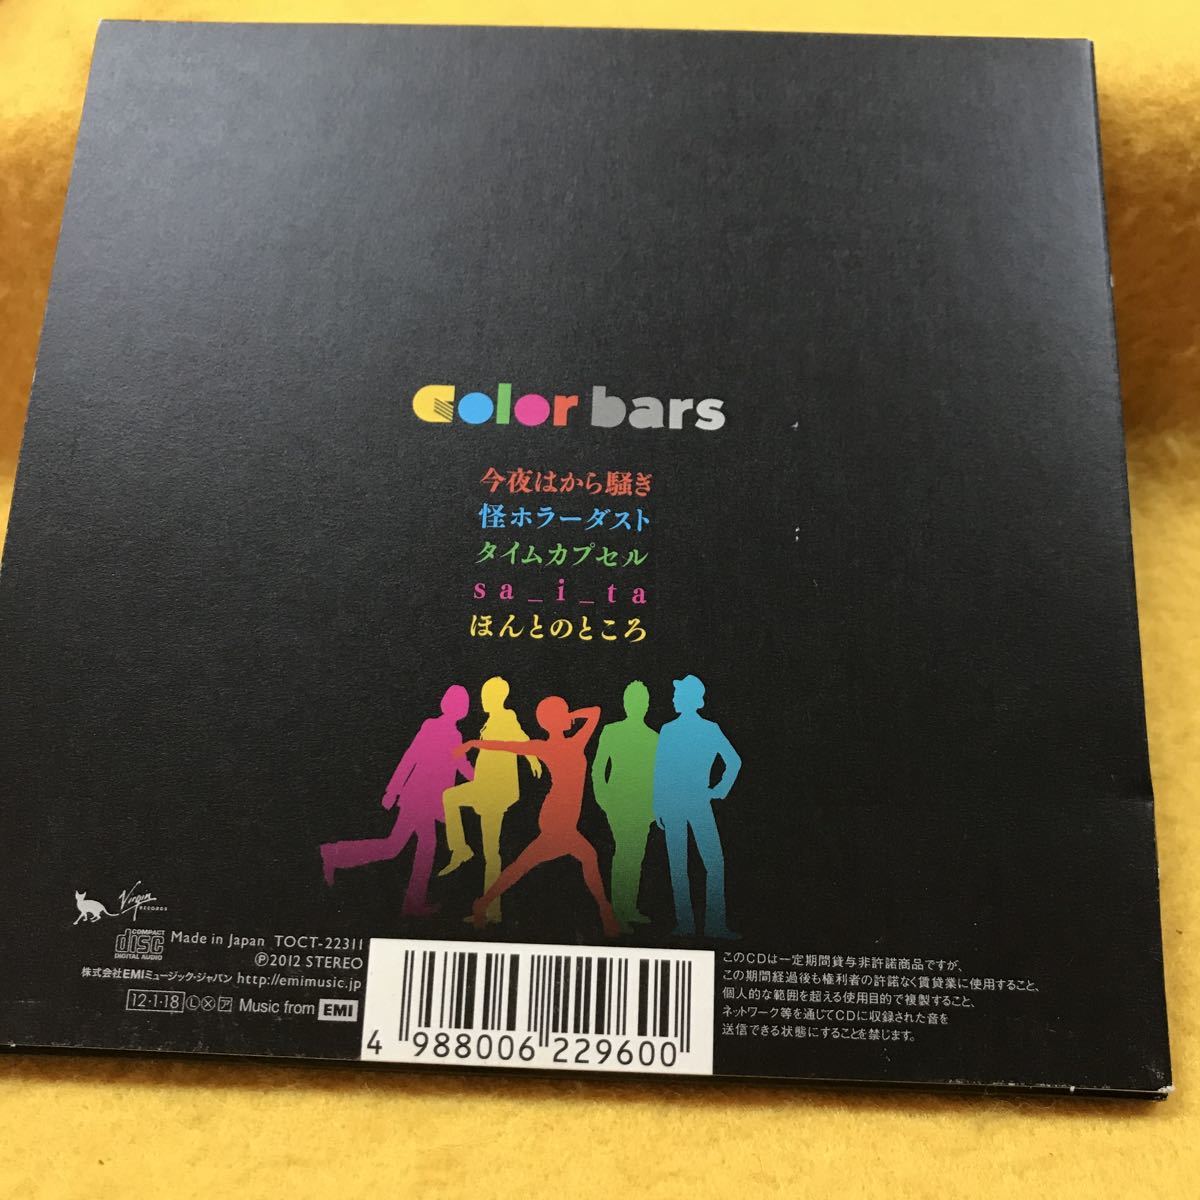 Color bars
今夜はから騒ぎ
怪ホラーダスト
タイムカプセル
sa_i_ta
ほんとのところ
Virgin
RECORDS
COMPACT
disc
DIGITAL AUDIO
Made in Japan TOCT-22311
Ⓟ2012 STEREO
株式会社EMIミュージック・ジャパン http://emimusic.jp
12·1·18 Ⓛ Ⓧ ア Music from EMI
4 988006 229600
このCDは一定期間貸与非許諾商品ですが、
この期間経過後も権利者の許諾なく賃貸業に使用すること、
個人的な範囲を超える使用目的で複製すること、
ネットワーク等を通じてCDに収録された音を
送信できる状態にすることを禁じます。